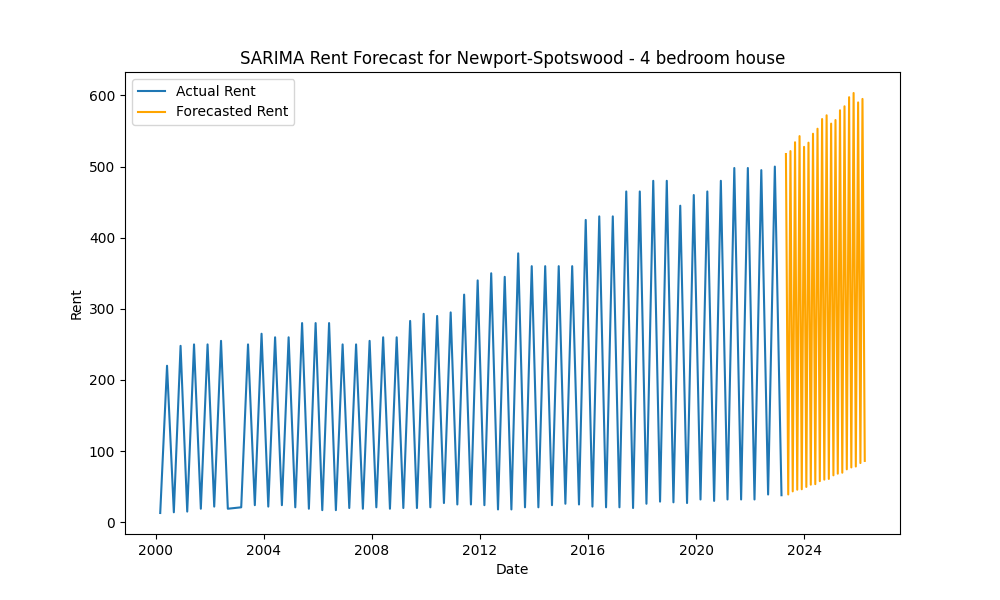 SARIMA Rent Forecast for Newport-Spotswood - 4 bedroom house
Actual Rent
Forecasted Rent
600
500
400
300
200
100
0
Rent
2000 2004 2008 2012 2016 2020 2024
Date